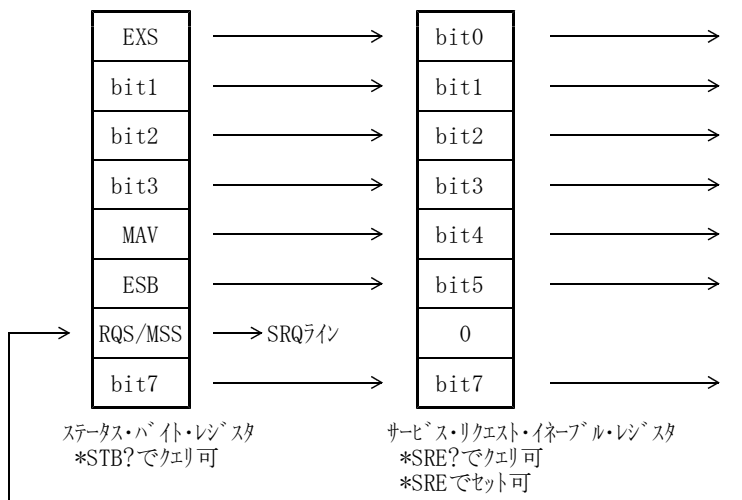 EXS
bit0
bit1
bit1
bit2
bit2
bit3
bit3
MAV
bit4
ESB
bit5
RQS/MSS
SRQライン
0
bit7
bit7
ステータス・バイト・レジスタ
*STB?でクエリ可
サービス・リクエスト・イネーブル・レジスタ
*SRE?でクエリ可
*SREでセット可